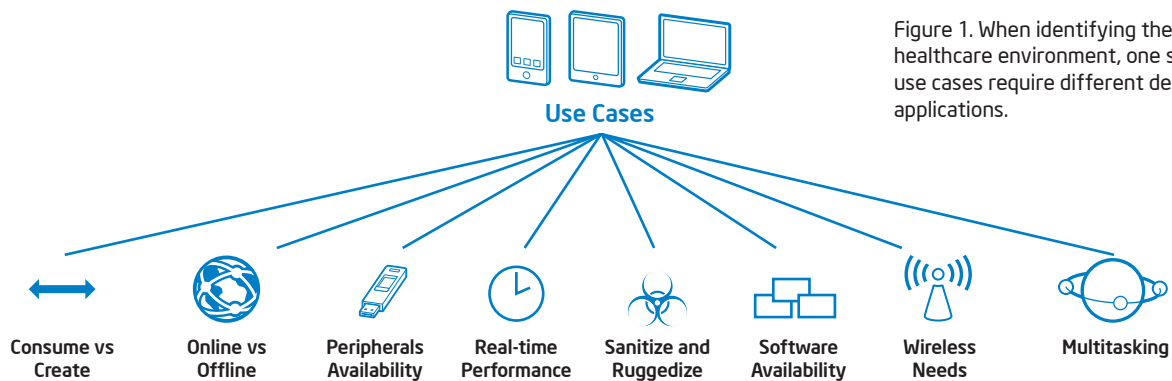 Figure 1. When identifying the
healthcare environment, one s
use cases require different de
applications.
Use Cases
Consume vs
Create
Online vs
Offline
Peripherals
Availability
Real-time
Performance
Sanitize and
Ruggedize
Software
Availability
Wireless
Needs
Multitasking